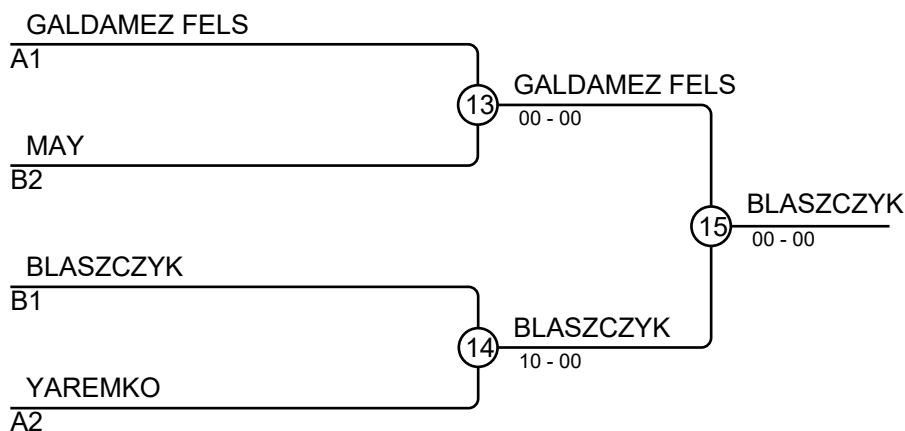 GALDAMEZ FELS
A1
13
GALDAMEZ FELS
00 - 00
MAY
B2
15
BLASZCZYK
00 - 00
BLASZCZYK
B1
14
BLASZCZYK
10 - 00
YAREMKO
A2